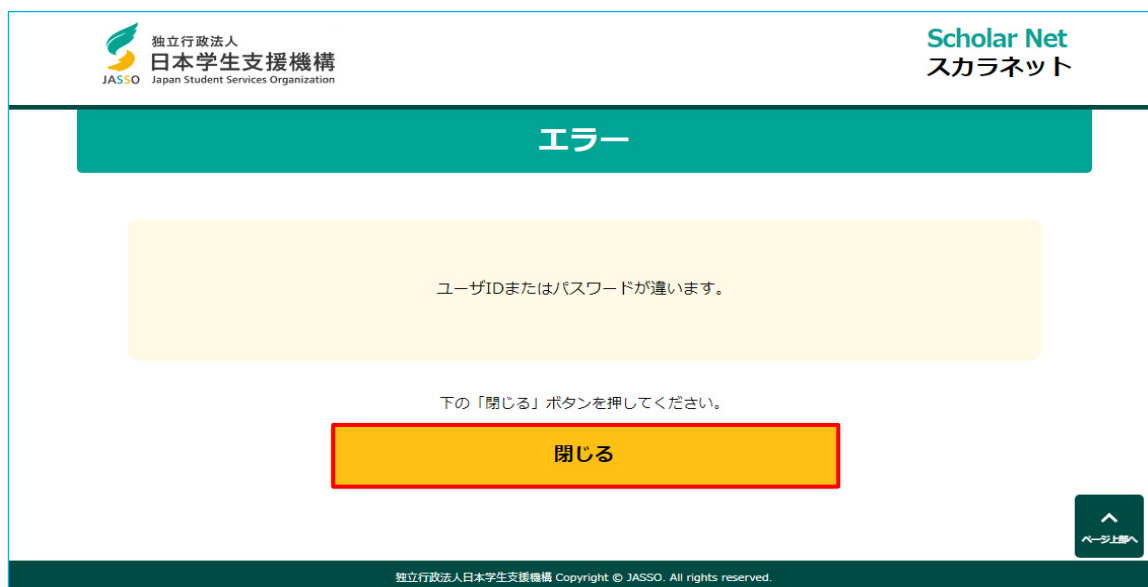 独立行政法人
日本学生支援機構
JASSO Japan Student Services Organization
Scholar Net
スカラネット
エラー
ユーザIDまたはパスワードが違います。
下の「閉じる」ボタンを押してください。
閉じる
ページ上部へ
独立行政法人日本学生支援機構 Copyright © JASSO. All rights reserved.